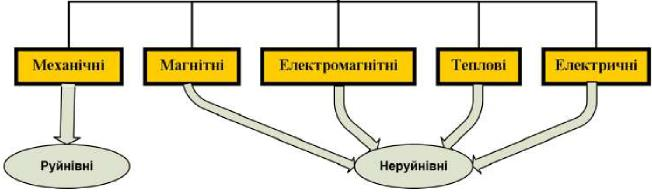 Механічні
Магнітні
Електромагнітні
Теплові
Електричні
Руйнівні
Неруйнівні